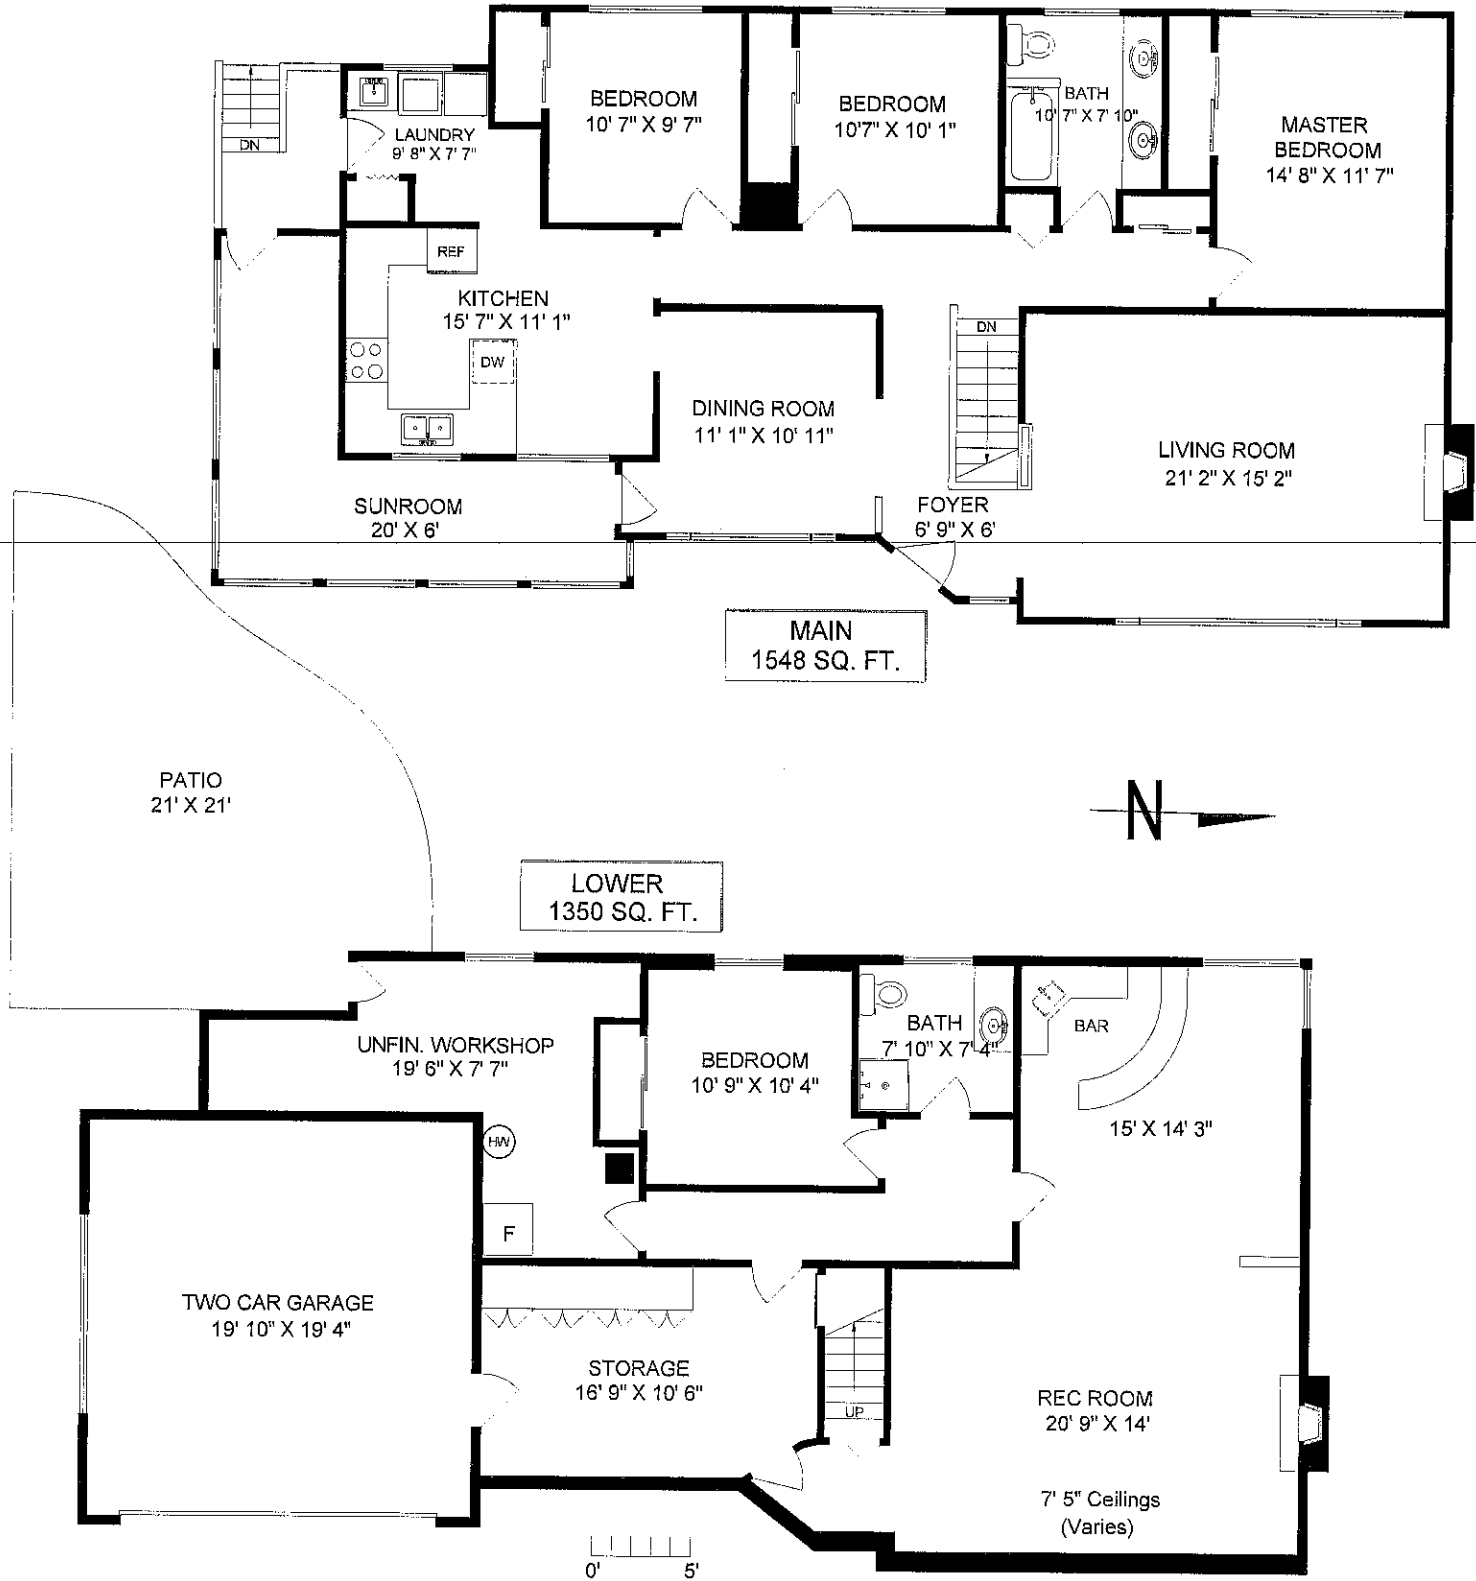 BEDROOM
10' 7" X 9' 7"
BEDROOM
10'7" X 10' 1"
BATH
10' 7" X 7' 10"
MASTER
BEDROOM
14' 8" X 11' 7"
LAUNDRY
9' 8" X 7' 7"
DN
REF
KITCHEN
15' 7" X 11' 1"
DW
DN
DINING ROOM
11' 1" X 10' 11"
LIVING ROOM
21' 2" X 15' 2"
SUNROOM
20' X 6'
FOYER
6' 9" X 6'
MAIN
1548 SQ. FT.
PATIO
21' X 21'
N
LOWER
1350 SQ. FT.
UNFIN. WORKSHOP
19' 6" X 7' 7"
BEDROOM
10' 9" X 10' 4"
BATH
7' 10" X 7' 4"
BAR
15' X 14' 3"
HW
F
TWO CAR GARAGE
19' 10" X 19' 4"
STORAGE
16' 9" X 10' 6"
UP
REC ROOM
20' 9" X 14'
7' 5" Ceilings
(Varies)
0' 5'